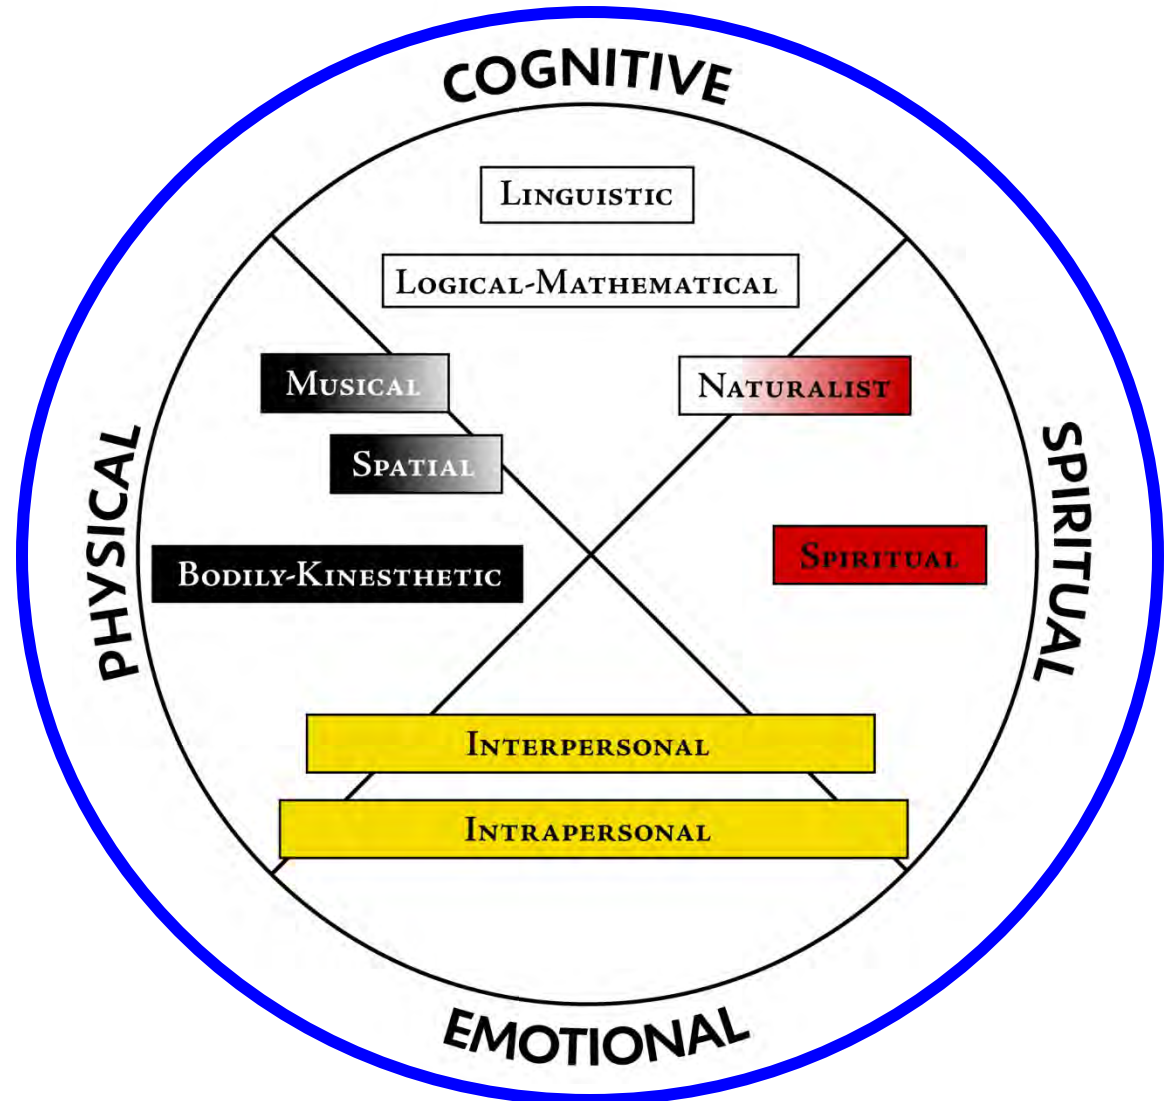 COGNITIVE
LINGUISTIC
LOGICAL-MATHEMATICAL
MUSICAL
NATURALIST
SPATIAL
PHYSICAL
SPIRITUAL
SPIRITUAL
BODILY-KINESTHETIC
INTERPERSONAL
INTRAPERSONAL
EMOTIONAL